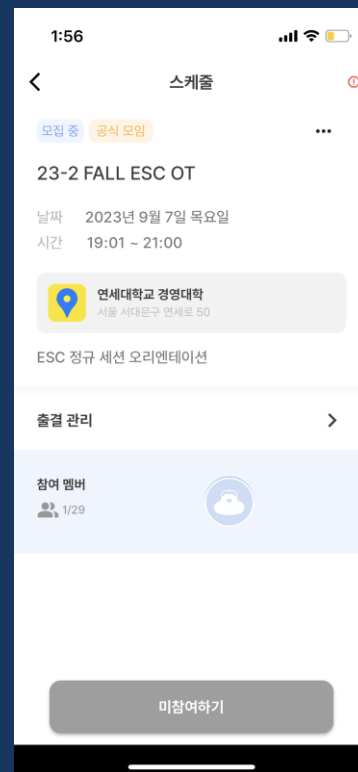 1:56
스케줄
모집 중 공식 모임
23-2 FALL ESC OT
날짜 2023년 9월 7일 목요일
시간 19:01 ~ 21:00
연세대학교 경영대학
서울 서대문구 연세로 50
ESC 정규 세션 오리엔테이션
출결 관리
참여 멤버
1/29
미참여하기